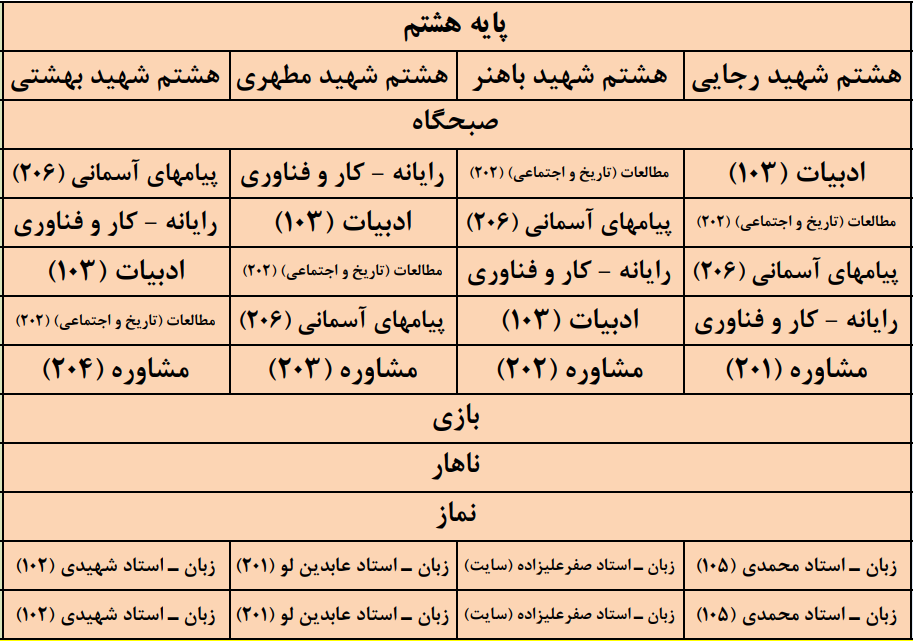 پایه هشتم
هشتم شهید رجایی هشتم شهید باهنر هشتم شهید مطهری هشتم شهید بهشتی
صبحگاه
ادبیات (۱۰۳) مطالعات (تاریخ و اجتماعی) (۲۰۲) رایانه - کار و فناوری پیامهای آسمانی (۲۰۶)
مطالعات (تاریخ و اجتماعی) (۲۰۲) پیامهای آسمانی (۲۰۶) ادبیات (۱۰۳) رایانه - کار و فناوری
پیامهای آسمانی (۲۰۶) رایانه - کار و فناوری مطالعات (تاریخ و اجتماعی) (۲۰۲) ادبیات (۱۰۳)
رایانه - کار و فناوری ادبیات (۱۰۳) پیامهای آسمانی (۲۰۶) مطالعات (تاریخ و اجتماعی) (۲۰۲)
مشاوره (۲۰۱) مشاوره (۲۰۲) مشاوره (۲۰۳) مشاوره (۲۰۴)
بازی
ناهار
نماز
زبان ـ استاد محمدی (۱۰۵) زبان ـ استاد صفرعلیزاده (سایت) زبان ـ استاد عابدین لو (۲۰۱) زبان ـ استاد شهیدی (۱۰۲)
زبان ـ استاد محمدی (۱۰۵) زبان ـ استاد صفرعلیزاده (سایت) زبان ـ استاد عابدین لو (۲۰۱) زبان ـ استاد شهیدی (۱۰۲)